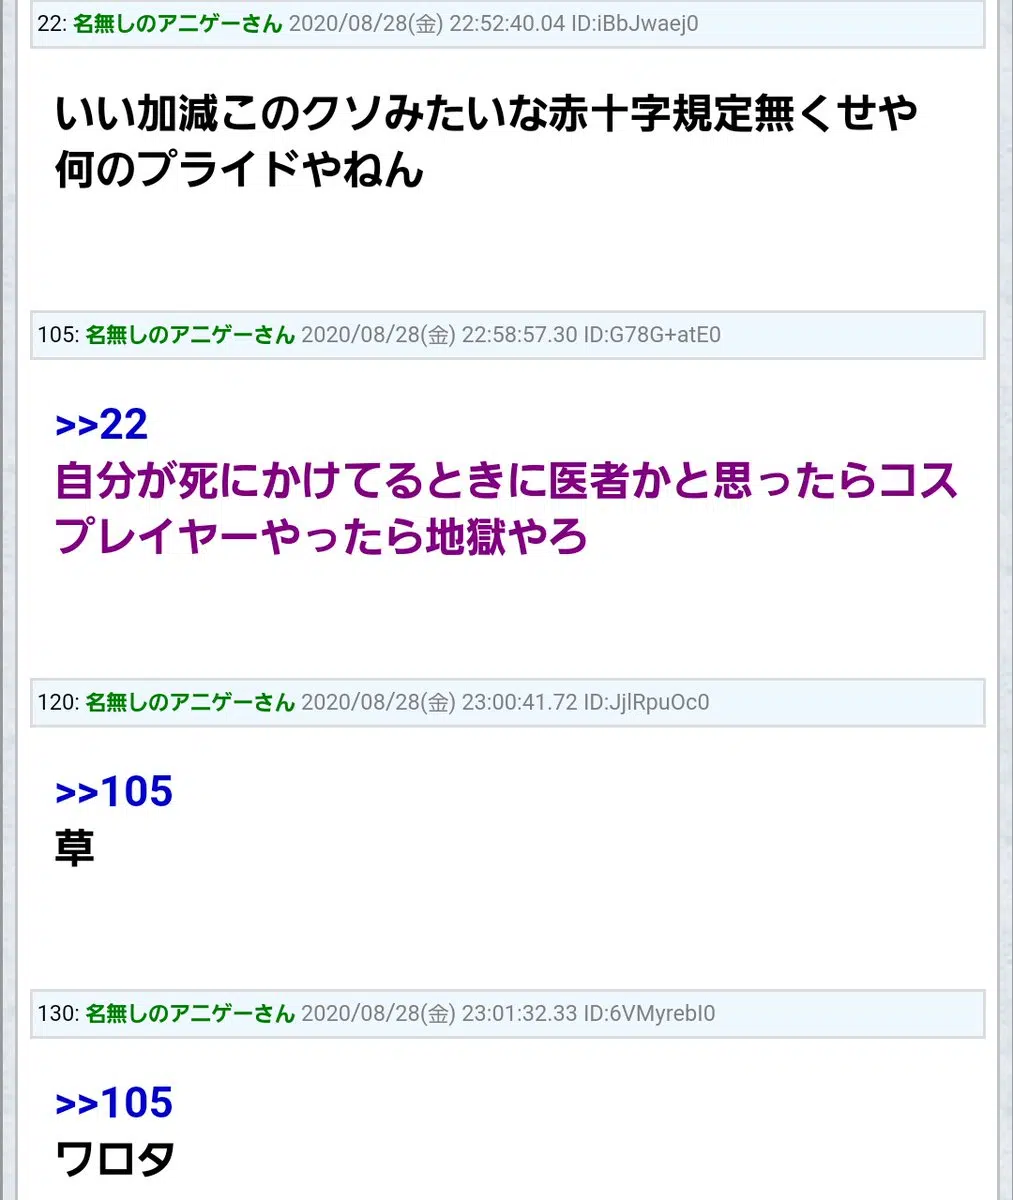 22: 名無しのアニゲーさん 2020/08/28(金) 22:52:40.04 ID:iBbJwaej0
いい加減このクソみたいな赤十字規定無くせや
何のプライドやねん
105: 名無しのアニゲーさん 2020/08/28(金) 22:58:57.30 ID:G78G+atE0
>>22
自分が死にかけてるときに医者かと思ったらコス
プレイヤーやったら地獄やろ
120: 名無しのアニゲーさん 2020/08/28(金) 23:00:41.72 ID:JjlRpuOc0
>>105
草
130: 名無しのアニゲーさん 2020/08/28(金) 23:01:32.33 ID:6VMyrebI0
>>105
ワロタ